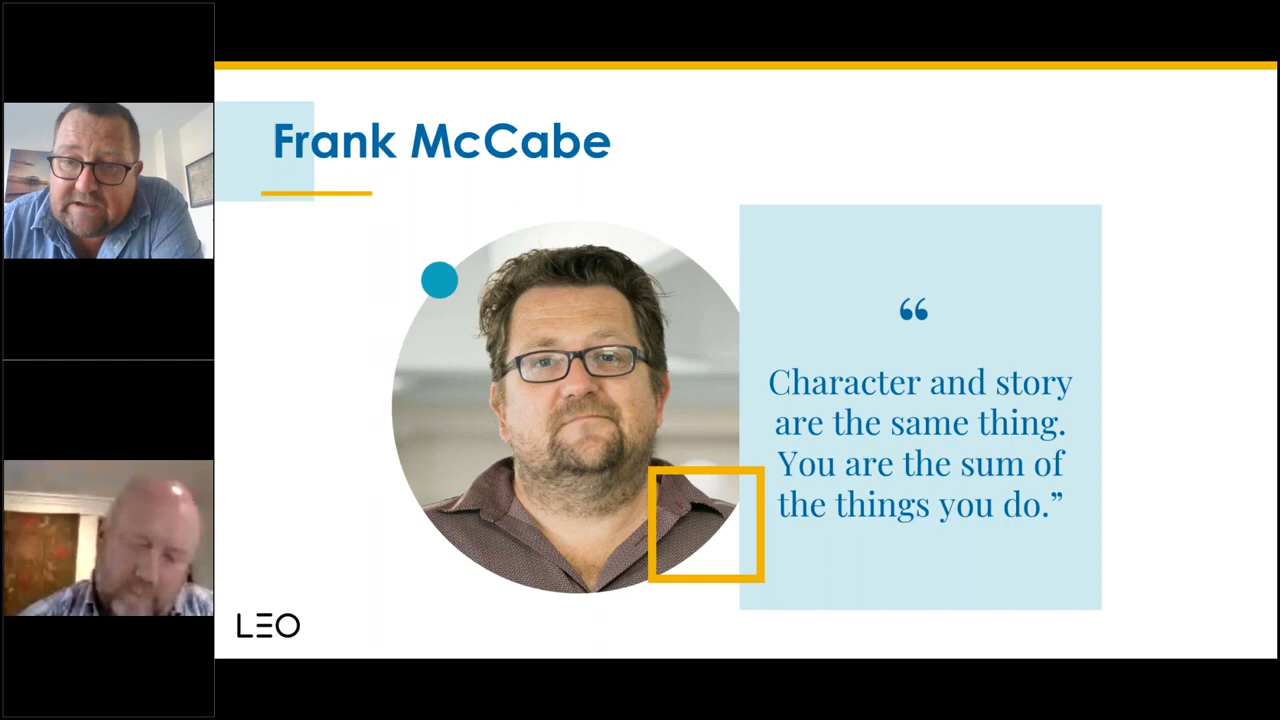 Frank McCabe
“
Character and story
are the same thing.
You are the sum of
the things you do.”
LEO